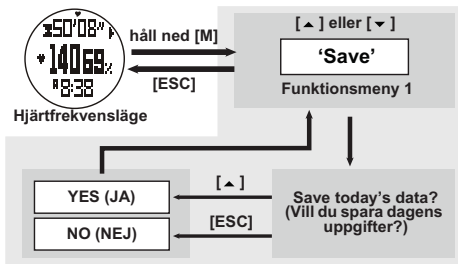 50'08"
140 69%
8:38
Hjärtfrekvensläge
håll ned [M]
[ESC]
[▲] eller [▼]
'Save'
Funktionsmeny 1
YES (JA)
NO (NEJ)
[▲]
[ESC]
Save today's data?
(Vill du spara dagens
uppgifter?)